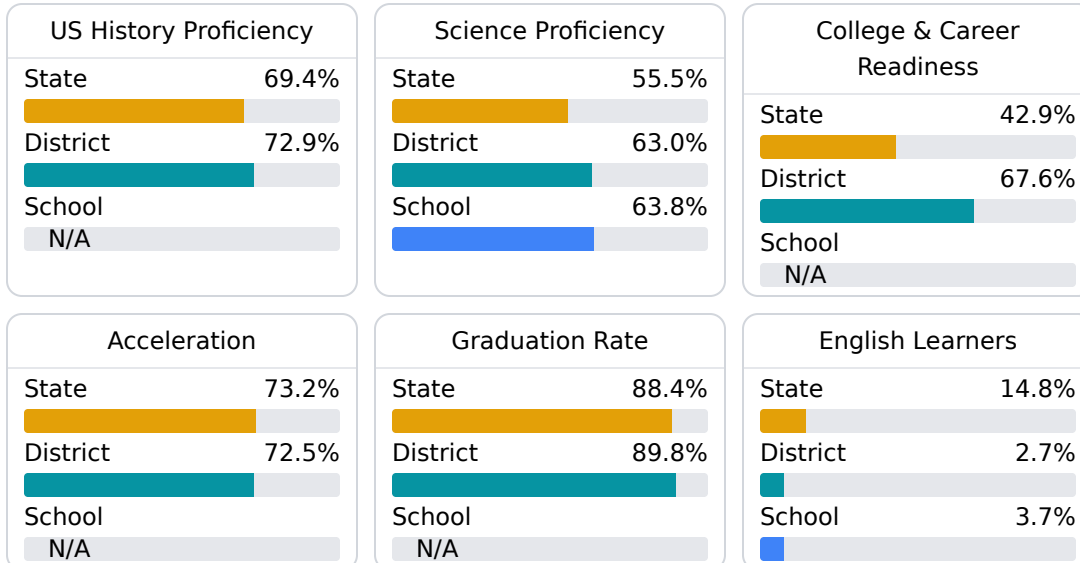 US History Proficiency
State 69.4%
District 72.9%
School
N/A
Science Proficiency
State 55.5%
District 63.0%
School 63.8%
College & Career
Readiness
State 42.9%
District 67.6%
School
N/A
Acceleration
State 73.2%
District 72.5%
School
N/A
Graduation Rate
State 88.4%
District 89.8%
School
N/A
English Learners
State 14.8%
District 2.7%
School 3.7%